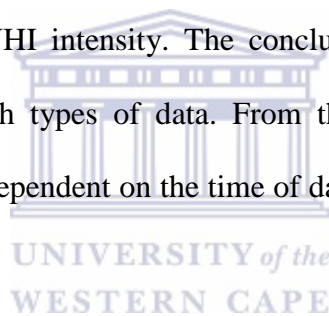 HI intensity. The conclu
h types of data. From th
ependent on the time of da
UNIVERSITY of the
WESTERN CAPE